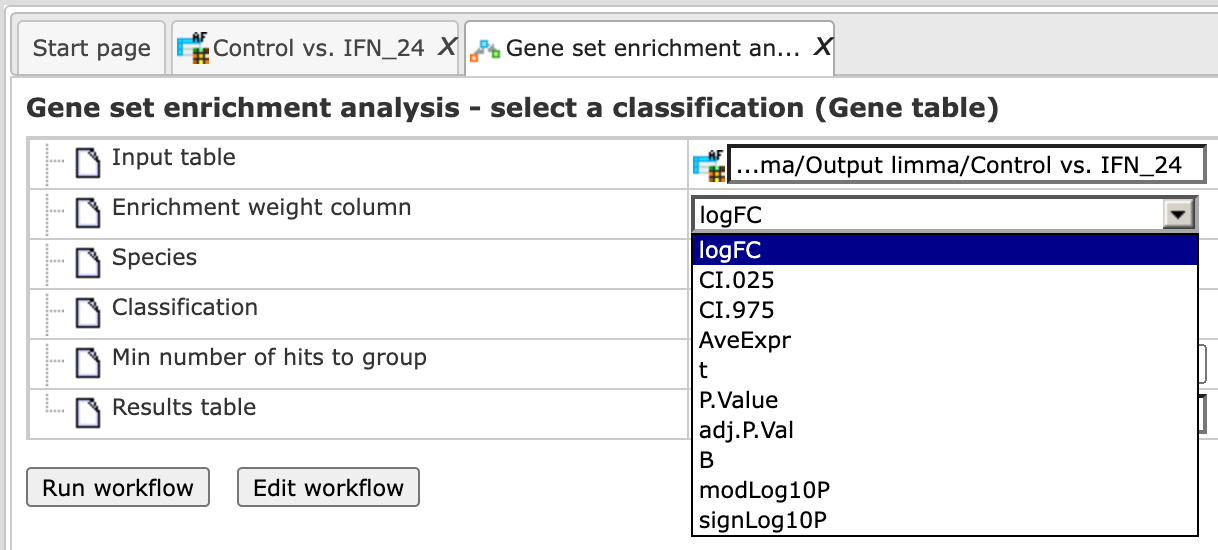 Start page
Control vs. IFN_24 X
Gene set enrichment an... X
Gene set enrichment analysis - select a classification (Gene table)
Input table
AF ...ma/Output limma/Control vs. IFN_24
Enrichment weight column
logFC
logFC
CI.025
CI.975
AveExpr
t
P.Value
adj.P.Val
B
modLog10P
signLog10P
Species
Classification
Min number of hits to group
Results table
Run workflow
Edit workflow